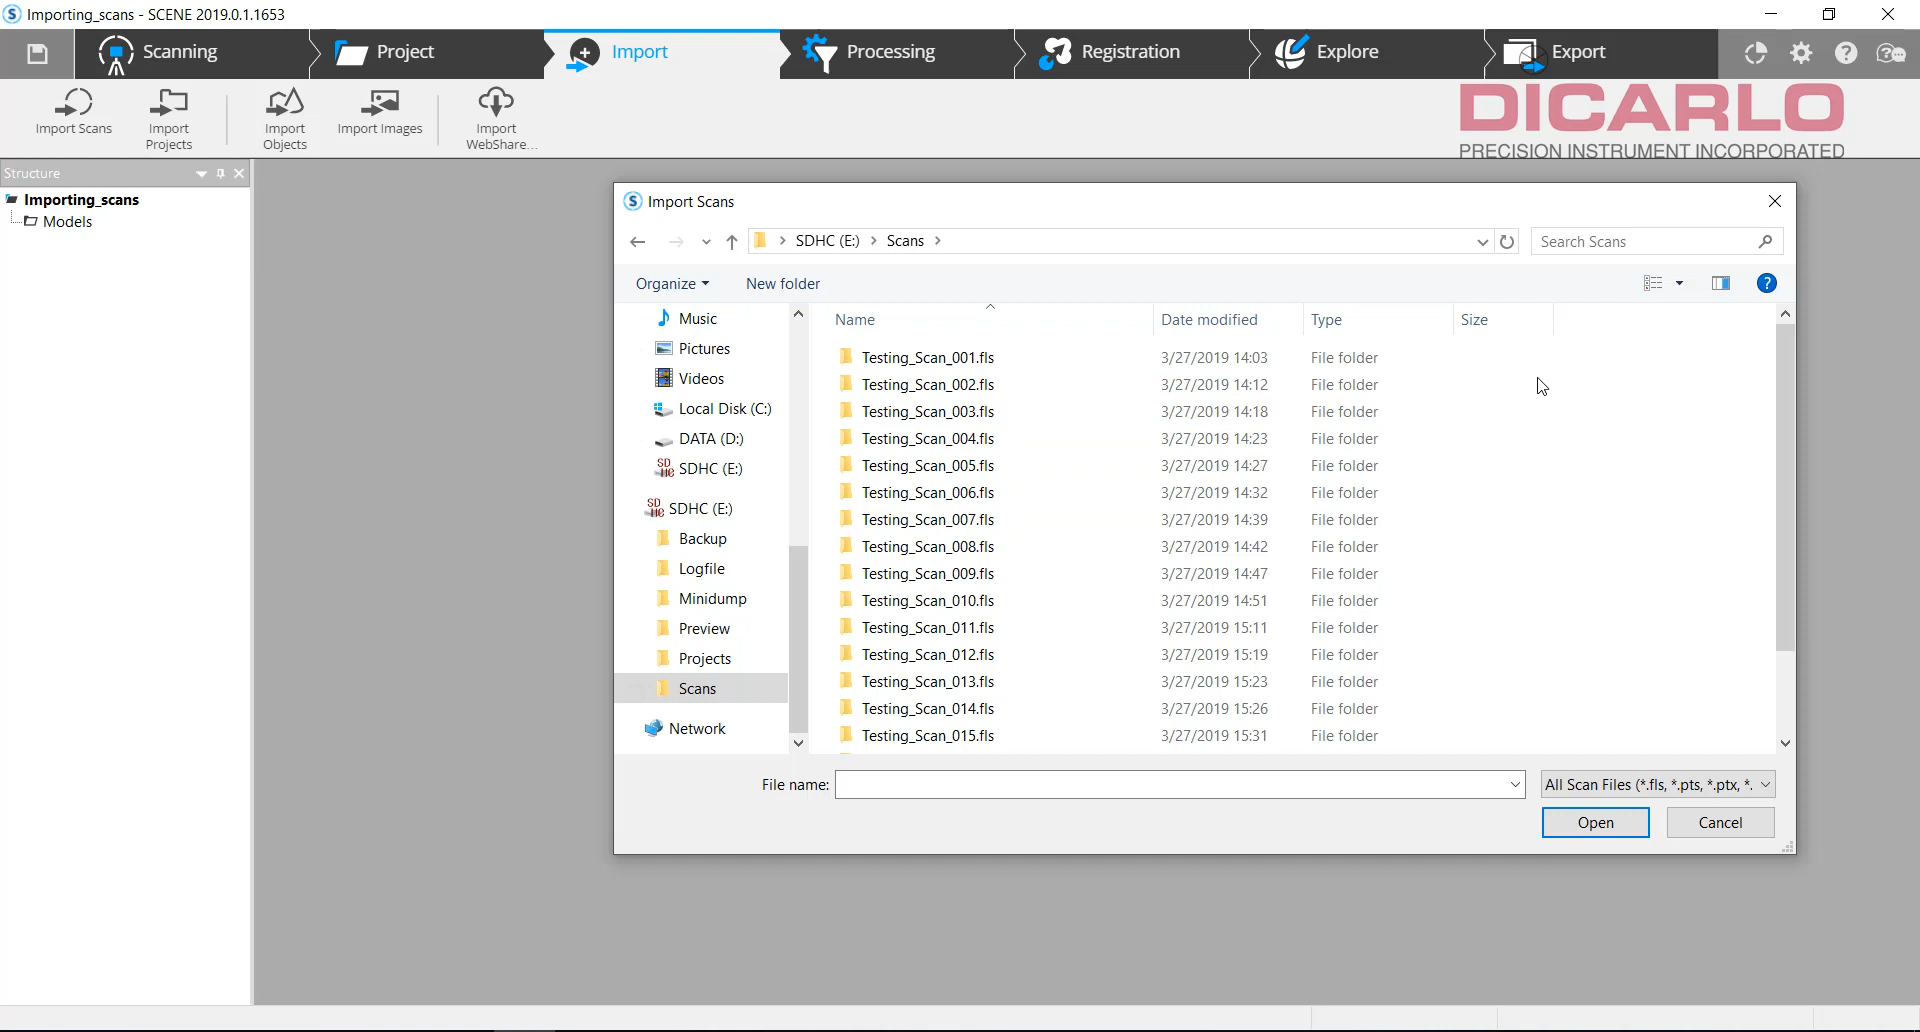 Importing_scans - SCENE 2019.0.1.1653
Scanning Project Import Processing Registration Explore Export
Import Scans Import Projects Import Objects Import Images Import WebShare...
DICARLO
PRECISION INSTRUMENT INCORPORATED
Structure
Importing_scans
Models
Import Scans
SDHC (E:) Scans
Search Scans
Organize New folder
Music
Pictures
Videos
Local Disk (C:)
DATA (D:)
SDHC (E:)
SDHC (E:)
Backup
Logfile
Minidump
Preview
Projects
Scans
Network
Name Date modified Type Size
Testing_Scan_001.fls 3/27/2019 14:03 File folder
Testing_Scan_002.fls 3/27/2019 14:12 File folder
Testing_Scan_003.fls 3/27/2019 14:18 File folder
Testing_Scan_004.fls 3/27/2019 14:23 File folder
Testing_Scan_005.fls 3/27/2019 14:27 File folder
Testing_Scan_006.fls 3/27/2019 14:32 File folder
Testing_Scan_007.fls 3/27/2019 14:39 File folder
Testing_Scan_008.fls 3/27/2019 14:42 File folder
Testing_Scan_009.fls 3/27/2019 14:47 File folder
Testing_Scan_010.fls 3/27/2019 14:51 File folder
Testing_Scan_011.fls 3/27/2019 15:11 File folder
Testing_Scan_012.fls 3/27/2019 15:19 File folder
Testing_Scan_013.fls 3/27/2019 15:23 File folder
Testing_Scan_014.fls 3/27/2019 15:26 File folder
Testing_Scan_015.fls 3/27/2019 15:31 File folder
File name: All Scan Files (*.fls, *.pts, *.ptx, *.
Open Cancel